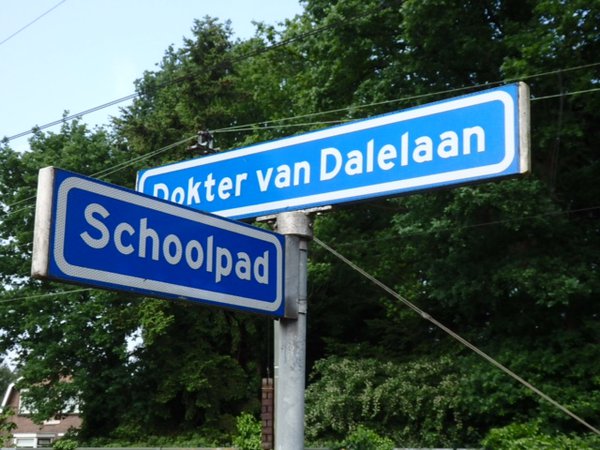 Dokter van Dalelaan
Schoolpad